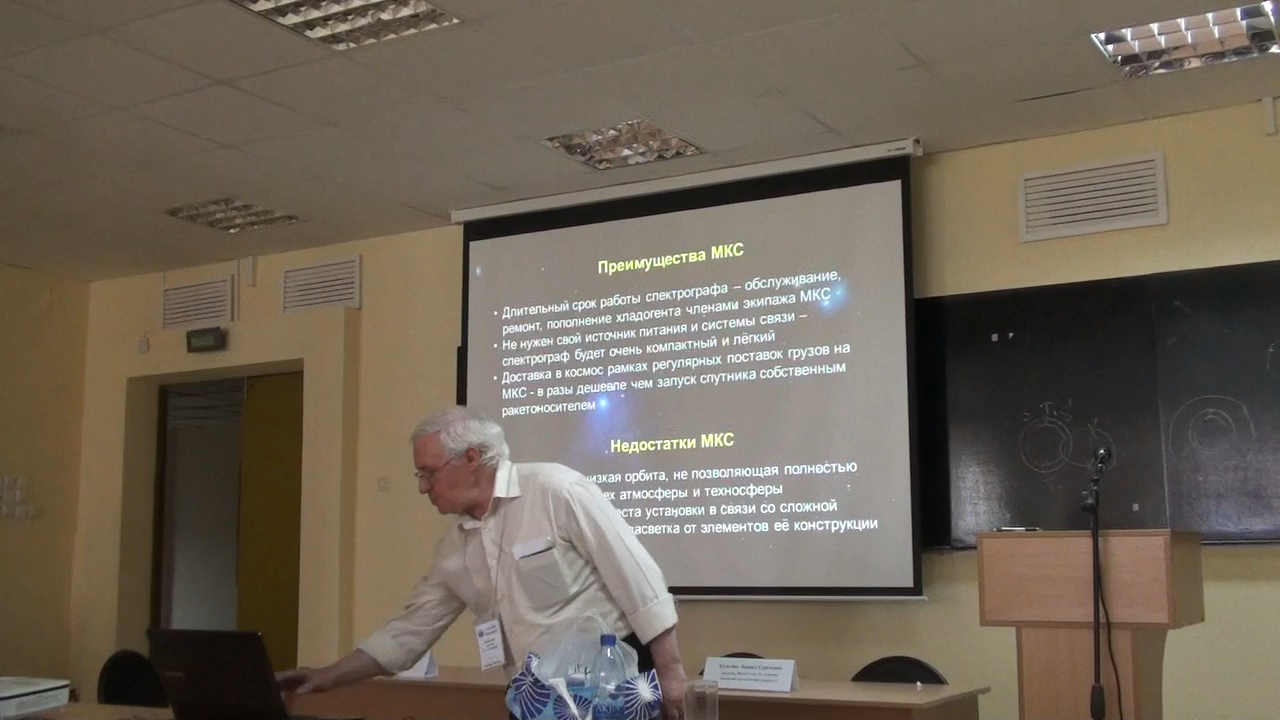 Преимущества МКС
• Длительный срок работы спектрографа – обслуживание,
ремонт, пополнение хладогента членами экипажа МКС
• Не нужен свой источник питания и системы связи –
спектрограф будет очень компактный и лёгкий
• Доставка в космос рамках регулярных поставок грузов на
МКС - в разы дешевле чем запуск спутника собственным
ракетоносителем
Недостатки МКС
низкая орбита, не позволяющая полностью
атмосферы и техносферы
места установки в связи со сложной
засветка от элементов её конструкции